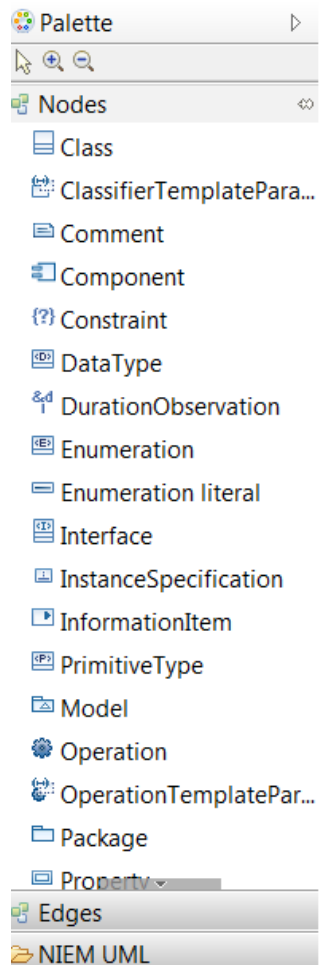 Palette
Nodes
Class
ClassifierTemplatePara...
Comment
Component
{?} Constraint
<D> DataType
&d DurationObservation
<E> Enumeration
Enumeration literal
<I> Interface
InstanceSpecification
InformationItem
<P> PrimitiveType
Model
Operation
OperationTemplatePar...
Package
Property
Edges
NIEM UML